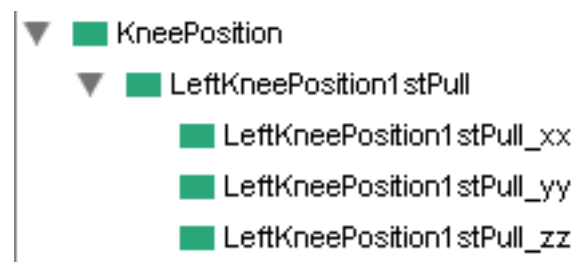 KneePosition
LeftKneePosition1stPull
LeftKneePosition1stPull_xx
LeftKneePosition1stPull_yy
LeftKneePosition1stPull_zz